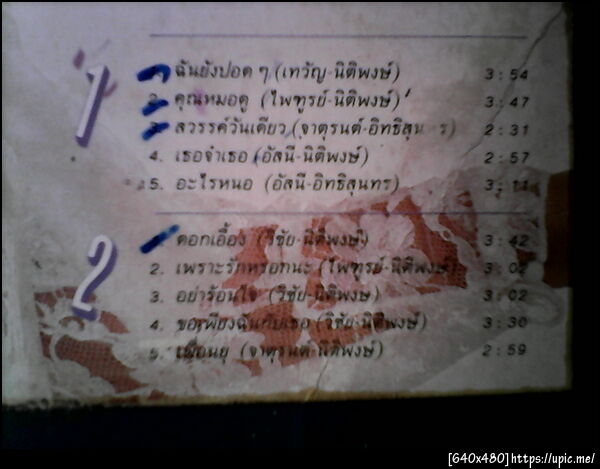 1
1. ฉันยังปอด ๆ (เทวัญ-นิติพงษ์) 3:54
2. คุณหมอดู (ไพฑูรย์-นิติพงษ์) 3:47
3. สวรรค์วันเดียว (จาตุรนต์-อิทธิสุนทร) 2:31
4. เธอจ๋าเธอ (อัสนี-นิติพงษ์) 2:57
5. อะไรหนอ (อัสนี-อิทธิสุนทร)
2
ดอกเอื้อง (วิชัย-นิติพงษ์) 3:42
2. เพราะรักหรอกนะ (ไพฑูรย์-นิติพงษ์) 3:02
3. อย่าร้อนใจ (วิชัย-นิติพงษ์) 3:02
4. ขอเพียงฉันกับเธอ (วิชัย-นิติพงษ์) 3:30
5. เพื่อนยุ (จาตุรนต์-นิติพงษ์) 2:59
[640x480]https://upic.me/